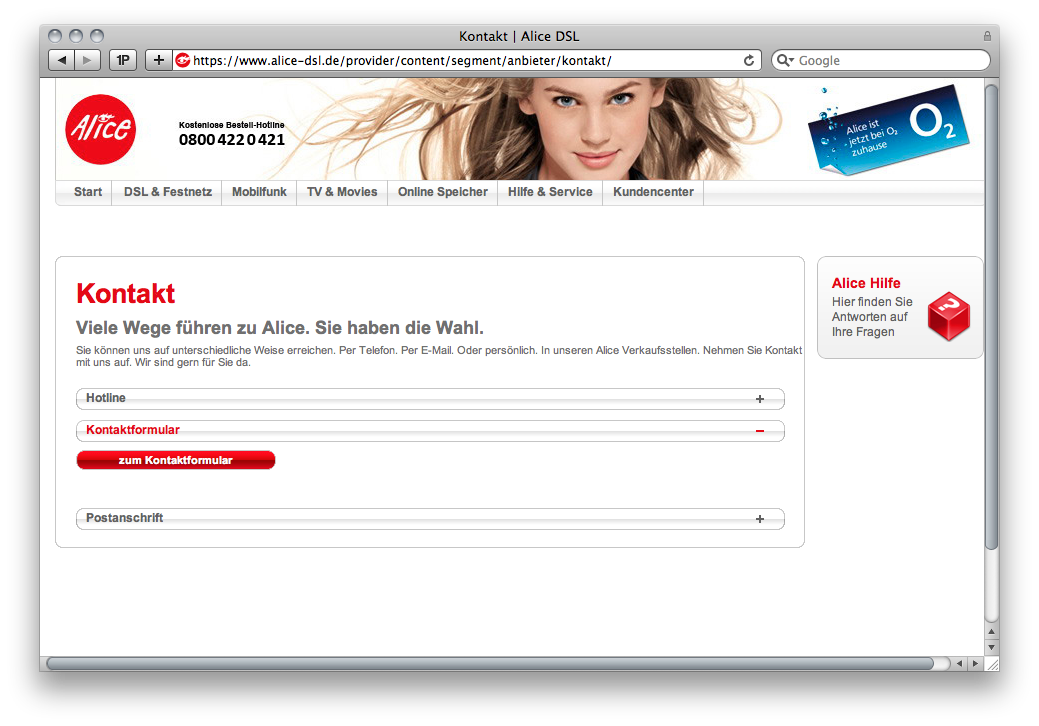 Kontakt | Alice DSL
1P
+
https://www.alice-dsl.de/provider/content/segment/anbieter/kontakt/
Google
Alice
Kostenlose Bestell-Hotline
0800 422 0 421
Alice ist
jetzt bei O₂
zuhause
O₂
Start
DSL & Festnetz
Mobilfunk
TV & Movies
Online Speicher
Hilfe & Service
Kundencenter
Kontakt
Viele Wege führen zu Alice. Sie haben die Wahl.
Sie können uns auf unterschiedliche Weise erreichen. Per Telefon. Per E-Mail. Oder persönlich. In unseren Alice Verkaufsstellen. Nehmen Sie Kontakt
mit uns auf. Wir sind gern für Sie da.
Hotline +
Kontaktformular –
zum Kontaktformular
Postanschrift +
Alice Hilfe
Hier finden Sie
Antworten auf
Ihre Fragen
?